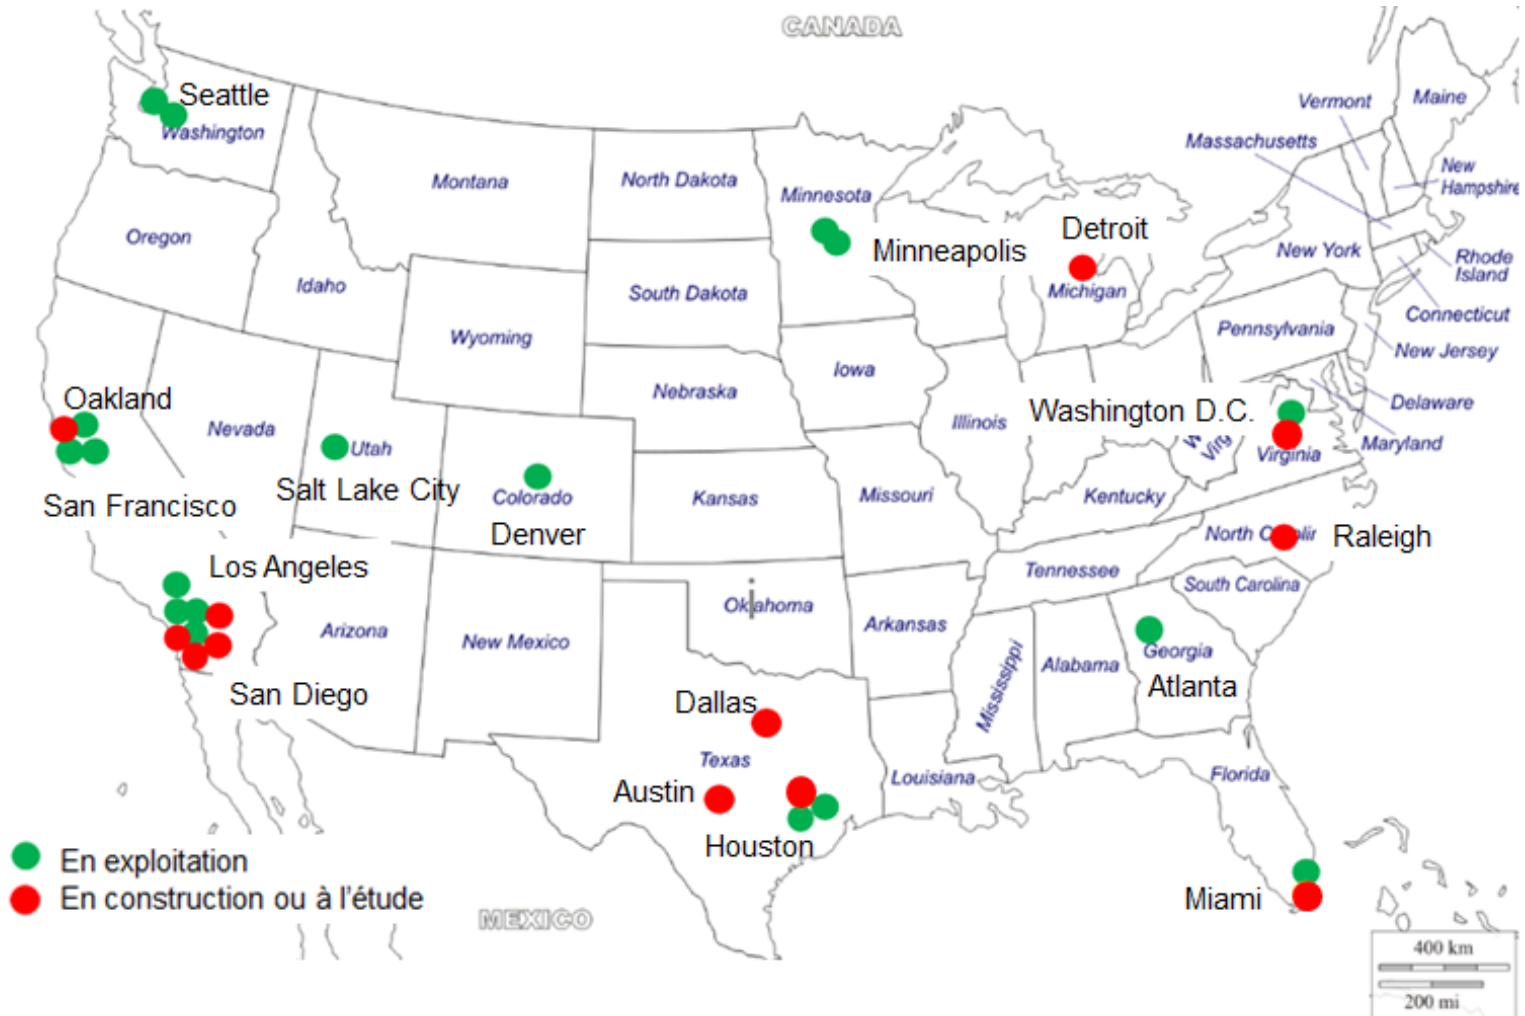 CANADA
Seattle
Washington
Maine
Vermont
Massachusetts
New
Hampshire
Montana
North Dakota
Minnesota
Oregon
Minneapolis
Detroit
New York
Rhode
Island
Idaho
South Dakota
Michigan
Connecticut
Pennsylvania
Wyoming
New Jersey
Iowa
Nebraska
Oakland
Nevada
Utah
Illinois
Washington D.C.
Delaware
Maryland
Virginia
Salt Lake City
Colorado
Kansas
Missouri
Kentucky
San Francisco
Denver
North C
Raleigh
Los Angeles
Tennessee
South Carolina
Oklahoma
Arizona
New Mexico
Arkansas
Georgia
Alabama
Mississippi
Atlanta
San Diego
Dallas
Texas
Austin
Louisiana
Florida
Houston
En exploitation
En construction ou à l'étude
Miami
MEXICO
400 km
200 mi